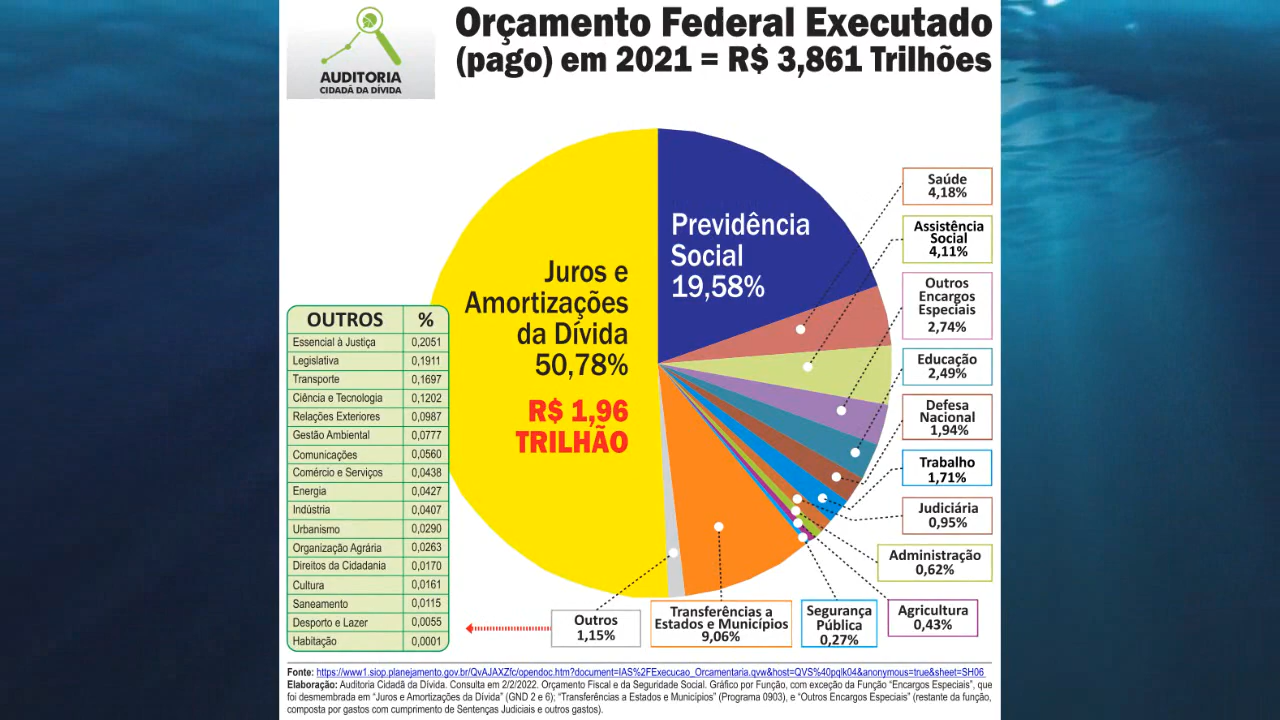 AUDITORIA
CIDADÃ DA DÍVIDA
Orçamento Federal Executado
(pago) em 2021 = R$ 3,861 Trilhões
Previdência
Social
19,58%
Juros e
Amortizações
da Dívida
50,78%
R$ 1,96
TRILHÃO
Saúde
4,18%
Assistência
Social
4,11%
Outros
Encargos
Especiais
2,74%
Educação
2,49%
Defesa
Nacional
1,94%
Trabalho
1,71%
Judiciária
0,95%
Administração
0,62%
Agricultura
0,43%
Segurança
Pública
0,27%
Transferências a
Estados e Municípios
9,06%
Outros
1,15%
OUTROS %
Essencial à Justiça 0,2051
Legislativa 0,1911
Transporte 0,1697
Ciência e Tecnologia 0,1202
Relações Exteriores 0,0987
Gestão Ambiental 0,0777
Comunicações 0,0560
Comércio e Serviços 0,0438
Energia 0,0427
Indústria 0,0407
Urbanismo 0,0290
Organização Agrária 0,0263
Direitos da Cidadania 0,0170
Cultura 0,0161
Saneamento 0,0115
Desporto e Lazer 0,0055
Habitação 0,0001
Fonte: https://www1.siop.planejamento.gov.br/QvAJAXZfc/opendoc.htm?document=IAS%2FExecucao_Orcamentaria.qvw&host=QVS%40pqlk04&anonymous=true&sheet=SH06
Elaboração: Auditoria Cidadã da Dívida. Consulta em 2/2/2022. Orçamento Fiscal e da Seguridade Social. Gráfico por Função, com exceção da Função “Encargos Especiais”, que
foi desmembrada em “Juros e Amortizações da Dívida” (GND 2 e 6); “Transferências a Estados e Municípios” (Programa 0903), e “Outros Encargos Especiais” (restante da função,
composta por gastos com cumprimento de Sentenças Judiciais e outros gastos).